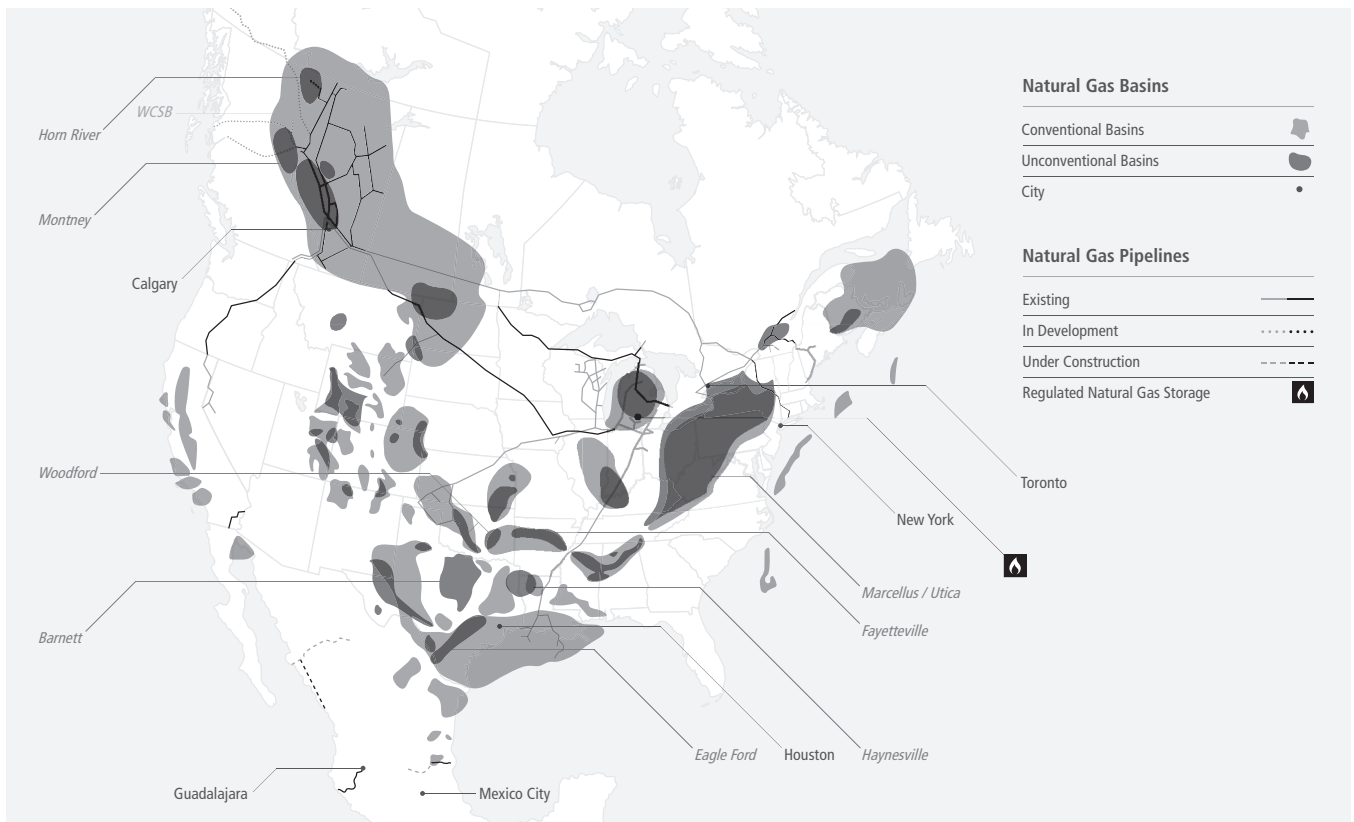 Horn River
WCSB
Montney
Calgary
Woodford
Barnett
Guadalajara
Mexico City
Eagle Ford
Houston
Haynesville
Fayetteville
Marcellus / Utica
New York
Toronto
Natural Gas Basins
Conventional Basins
Unconventional Basins
City
Natural Gas Pipelines
Existing
In Development
Under Construction
Regulated Natural Gas Storage